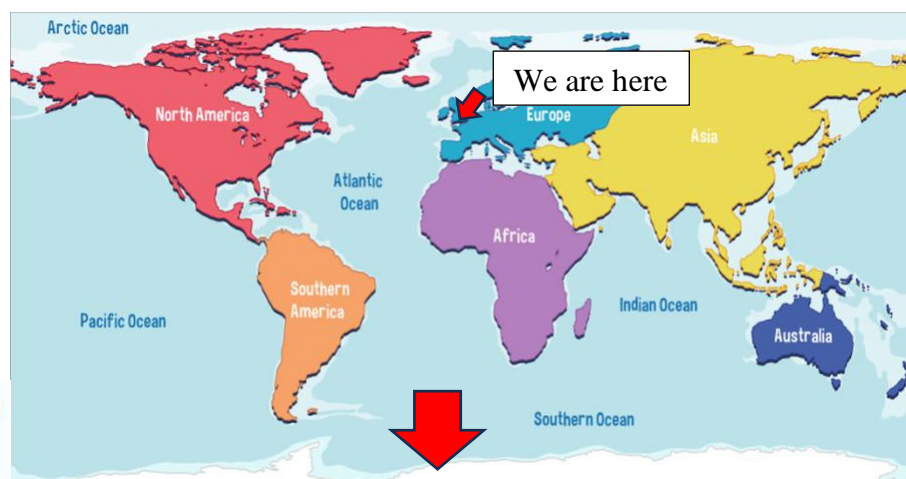 Arctic Ocean
We are here
North America
Europe
Asia
Atlantic
Ocean
Africa
Southern
America
Indian Ocean
Pacific Ocean
Australia
Southern Ocean